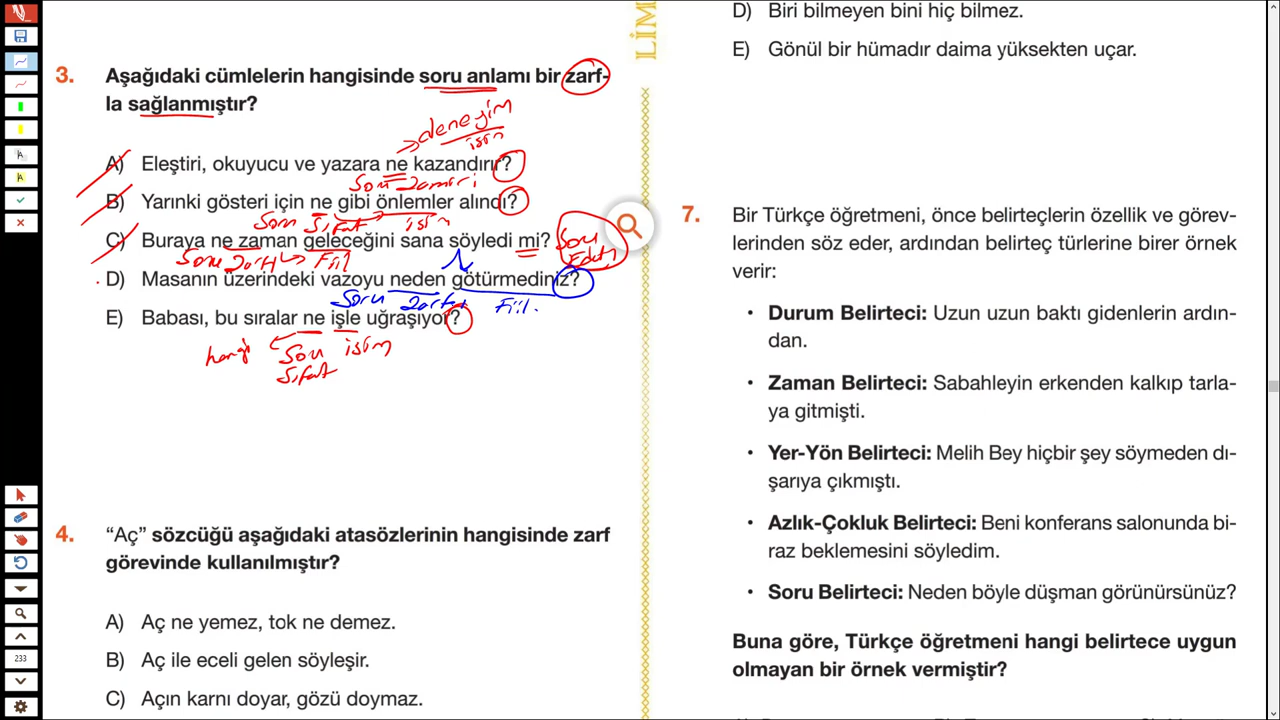 3. Aşağıdaki cümlelerin hangisinde soru anlamı bir zarf-
la sağlanmıştır?
deneyim
isim
A) Eleştiri, okuyucu ve yazara ne kazandırır?
Soru zamiri
B) Yarınki gösteri için ne gibi önlemler alındı?
Soru Sıfat isim
C) Buraya ne zaman geleceğini sana söyledi mi?
Soru Edatı
Soru zarfı Fiil
D) Masanın üzerindeki vazoyu neden götürmediniz?
Soru zarfı Fiil.
E) Babası, bu sıralar ne işle uğraşıyor?
hangi Soru isim
Sıfat
4. “Aç” sözcüğü aşağıdaki atasözlerinin hangisinde zarf
görevinde kullanılmıştır?
A) Aç ne yemez, tok ne demez.
B) Aç ile eceli gelen söyleşir.
C) Açın karnı doyar, gözü doymaz.
LİM
D) Biri bilmeyen bini hiç bilmez.
E) Gönül bir hümadır daima yüksekten uçar.
7. Bir Türkçe öğretmeni, önce belirteçlerin özellik ve görev-
lerinden söz eder, ardından belirteç türlerine birer örnek
verir:
• Durum Belirteci: Uzun uzun baktı gidenlerin ardın-
dan.
• Zaman Belirteci: Sabahleyin erkenden kalkıp tarla-
ya gitmişti.
• Yer-Yön Belirteci: Melih Bey hiçbir şey söymeden dı-
şarıya çıkmıştı.
• Azlık-Çokluk Belirteci: Beni konferans salonunda bi-
raz beklemesini söyledim.
• Soru Belirteci: Neden böyle düşman görünürsünüz?
Buna göre, Türkçe öğretmeni hangi belirtece uygun
olmayan bir örnek vermiştir?
233